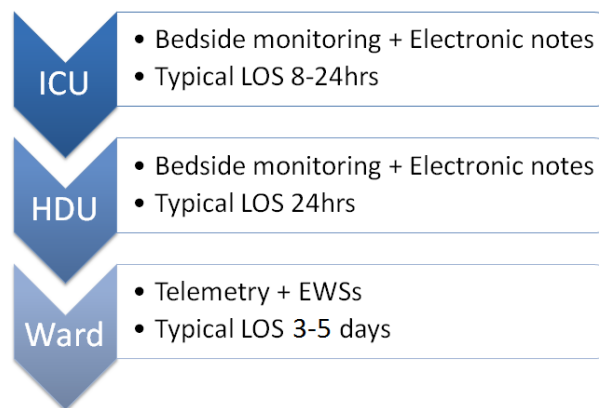 ICU
• Bedside monitoring + Electronic notes
• Typical LOS 8-24hrs
HDU
• Bedside monitoring + Electronic notes
• Typical LOS 24hrs
Ward
• Telemetry + EWSs
• Typical LOS 3-5 days